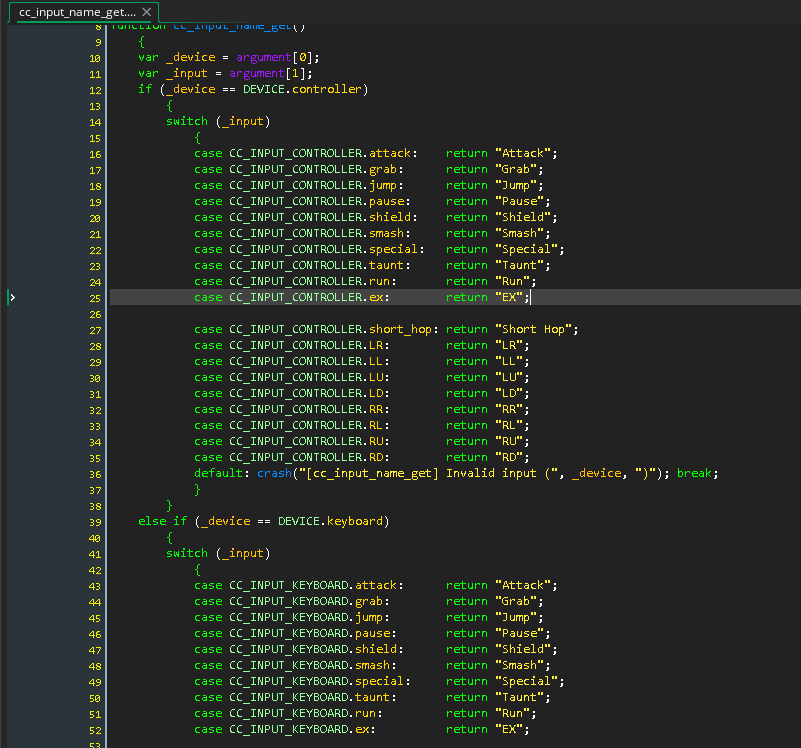 cc_input_name_get....
8 function cc_input_name_get()
9 {
10 var _device = argument[0];
11 var _input = argument[1];
12 if (_device == DEVICE.controller)
13 {
14 switch (_input)
15 {
16 case CC_INPUT_CONTROLLER.attack: return "Attack";
17 case CC_INPUT_CONTROLLER.grab: return "Grab";
18 case CC_INPUT_CONTROLLER.jump: return "Jump";
19 case CC_INPUT_CONTROLLER.pause: return "Pause";
20 case CC_INPUT_CONTROLLER.shield: return "Shield";
21 case CC_INPUT_CONTROLLER.smash: return "Smash";
22 case CC_INPUT_CONTROLLER.special: return "Special";
23 case CC_INPUT_CONTROLLER.taunt: return "Taunt";
24 case CC_INPUT_CONTROLLER.run: return "Run";
25 case CC_INPUT_CONTROLLER.ex: return "EX";
26
27 case CC_INPUT_CONTROLLER.short_hop: return "Short Hop";
28 case CC_INPUT_CONTROLLER.LR: return "LR";
29 case CC_INPUT_CONTROLLER.LL: return "LL";
30 case CC_INPUT_CONTROLLER.LU: return "LU";
31 case CC_INPUT_CONTROLLER.LD: return "LD";
32 case CC_INPUT_CONTROLLER.RR: return "RR";
33 case CC_INPUT_CONTROLLER.RL: return "RL";
34 case CC_INPUT_CONTROLLER.RU: return "RU";
35 case CC_INPUT_CONTROLLER.RD: return "RD";
36 default: crash("[cc_input_name_get] Invalid input (", _device, ")"); break;
37 }
38 }
39 else if (_device == DEVICE.keyboard)
40 {
41 switch (_input)
42 {
43 case CC_INPUT_KEYBOARD.attack: return "Attack";
44 case CC_INPUT_KEYBOARD.grab: return "Grab";
45 case CC_INPUT_KEYBOARD.jump: return "Jump";
46 case CC_INPUT_KEYBOARD.pause: return "Pause";
47 case CC_INPUT_KEYBOARD.shield: return "Shield";
48 case CC_INPUT_KEYBOARD.smash: return "Smash";
49 case CC_INPUT_KEYBOARD.special: return "Special";
50 case CC_INPUT_KEYBOARD.taunt: return "Taunt";
51 case CC_INPUT_KEYBOARD.run: return "Run";
52 case CC_INPUT_KEYBOARD.ex: return "EX";
53